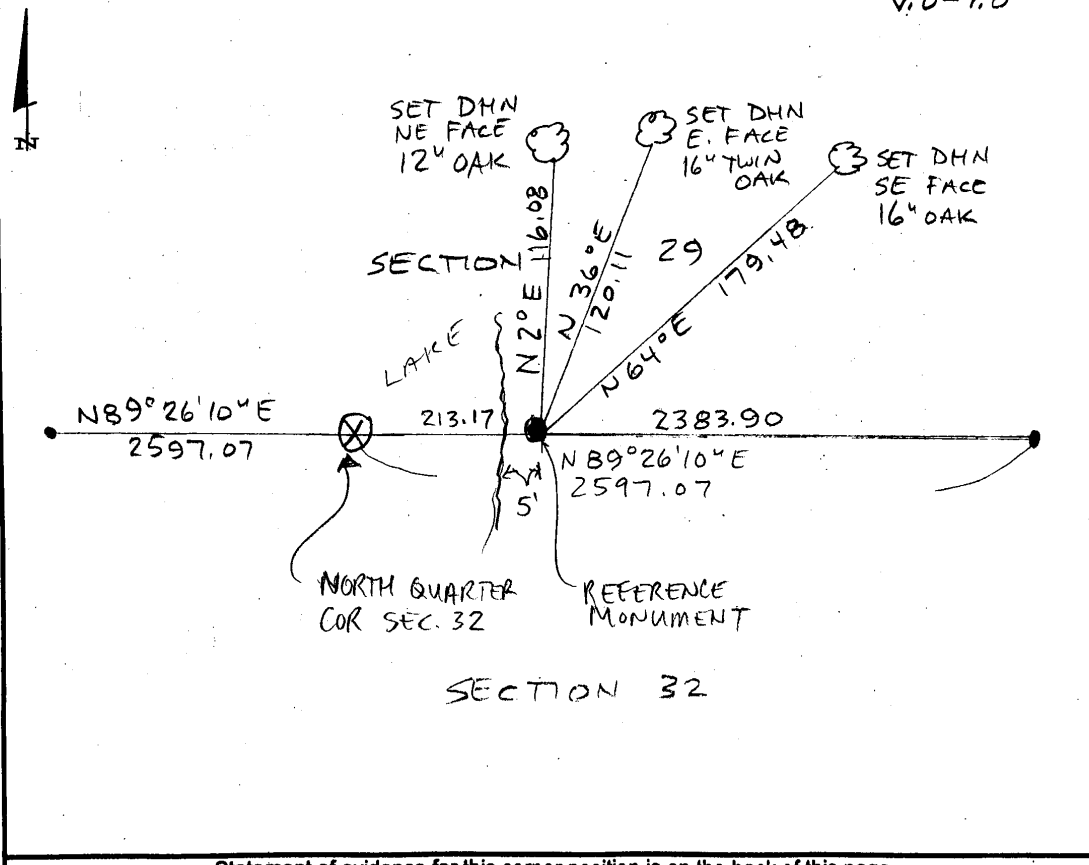 N
SET DHN
NE FACE
12" OAK
SET DHN
E. FACE
16" TWIN
OAK
SET DHN
SE FACE
16" OAK
SECTION
29
N 2° E 116.08
N 36° E
120.11
N 64° E 179.48
LAKE
N89°26'10"E
2597.07
213.17
2383.90
N89°26'10"E
2597.07
5'
NORTH QUARTER
COR SEC. 32
REFERENCE
MONUMENT
SECTION 32
Statement of evidence for this corner position is on the back of this page